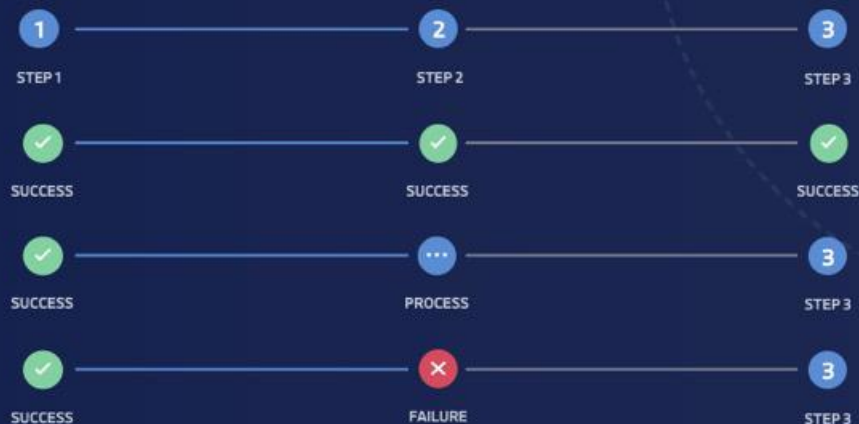 1 2 3
STEP 1 STEP 2 STEP 3
SUCCESS SUCCESS SUCCESS
3
SUCCESS PROCESS STEP 3
3
SUCCESS FAILURE STEP 3